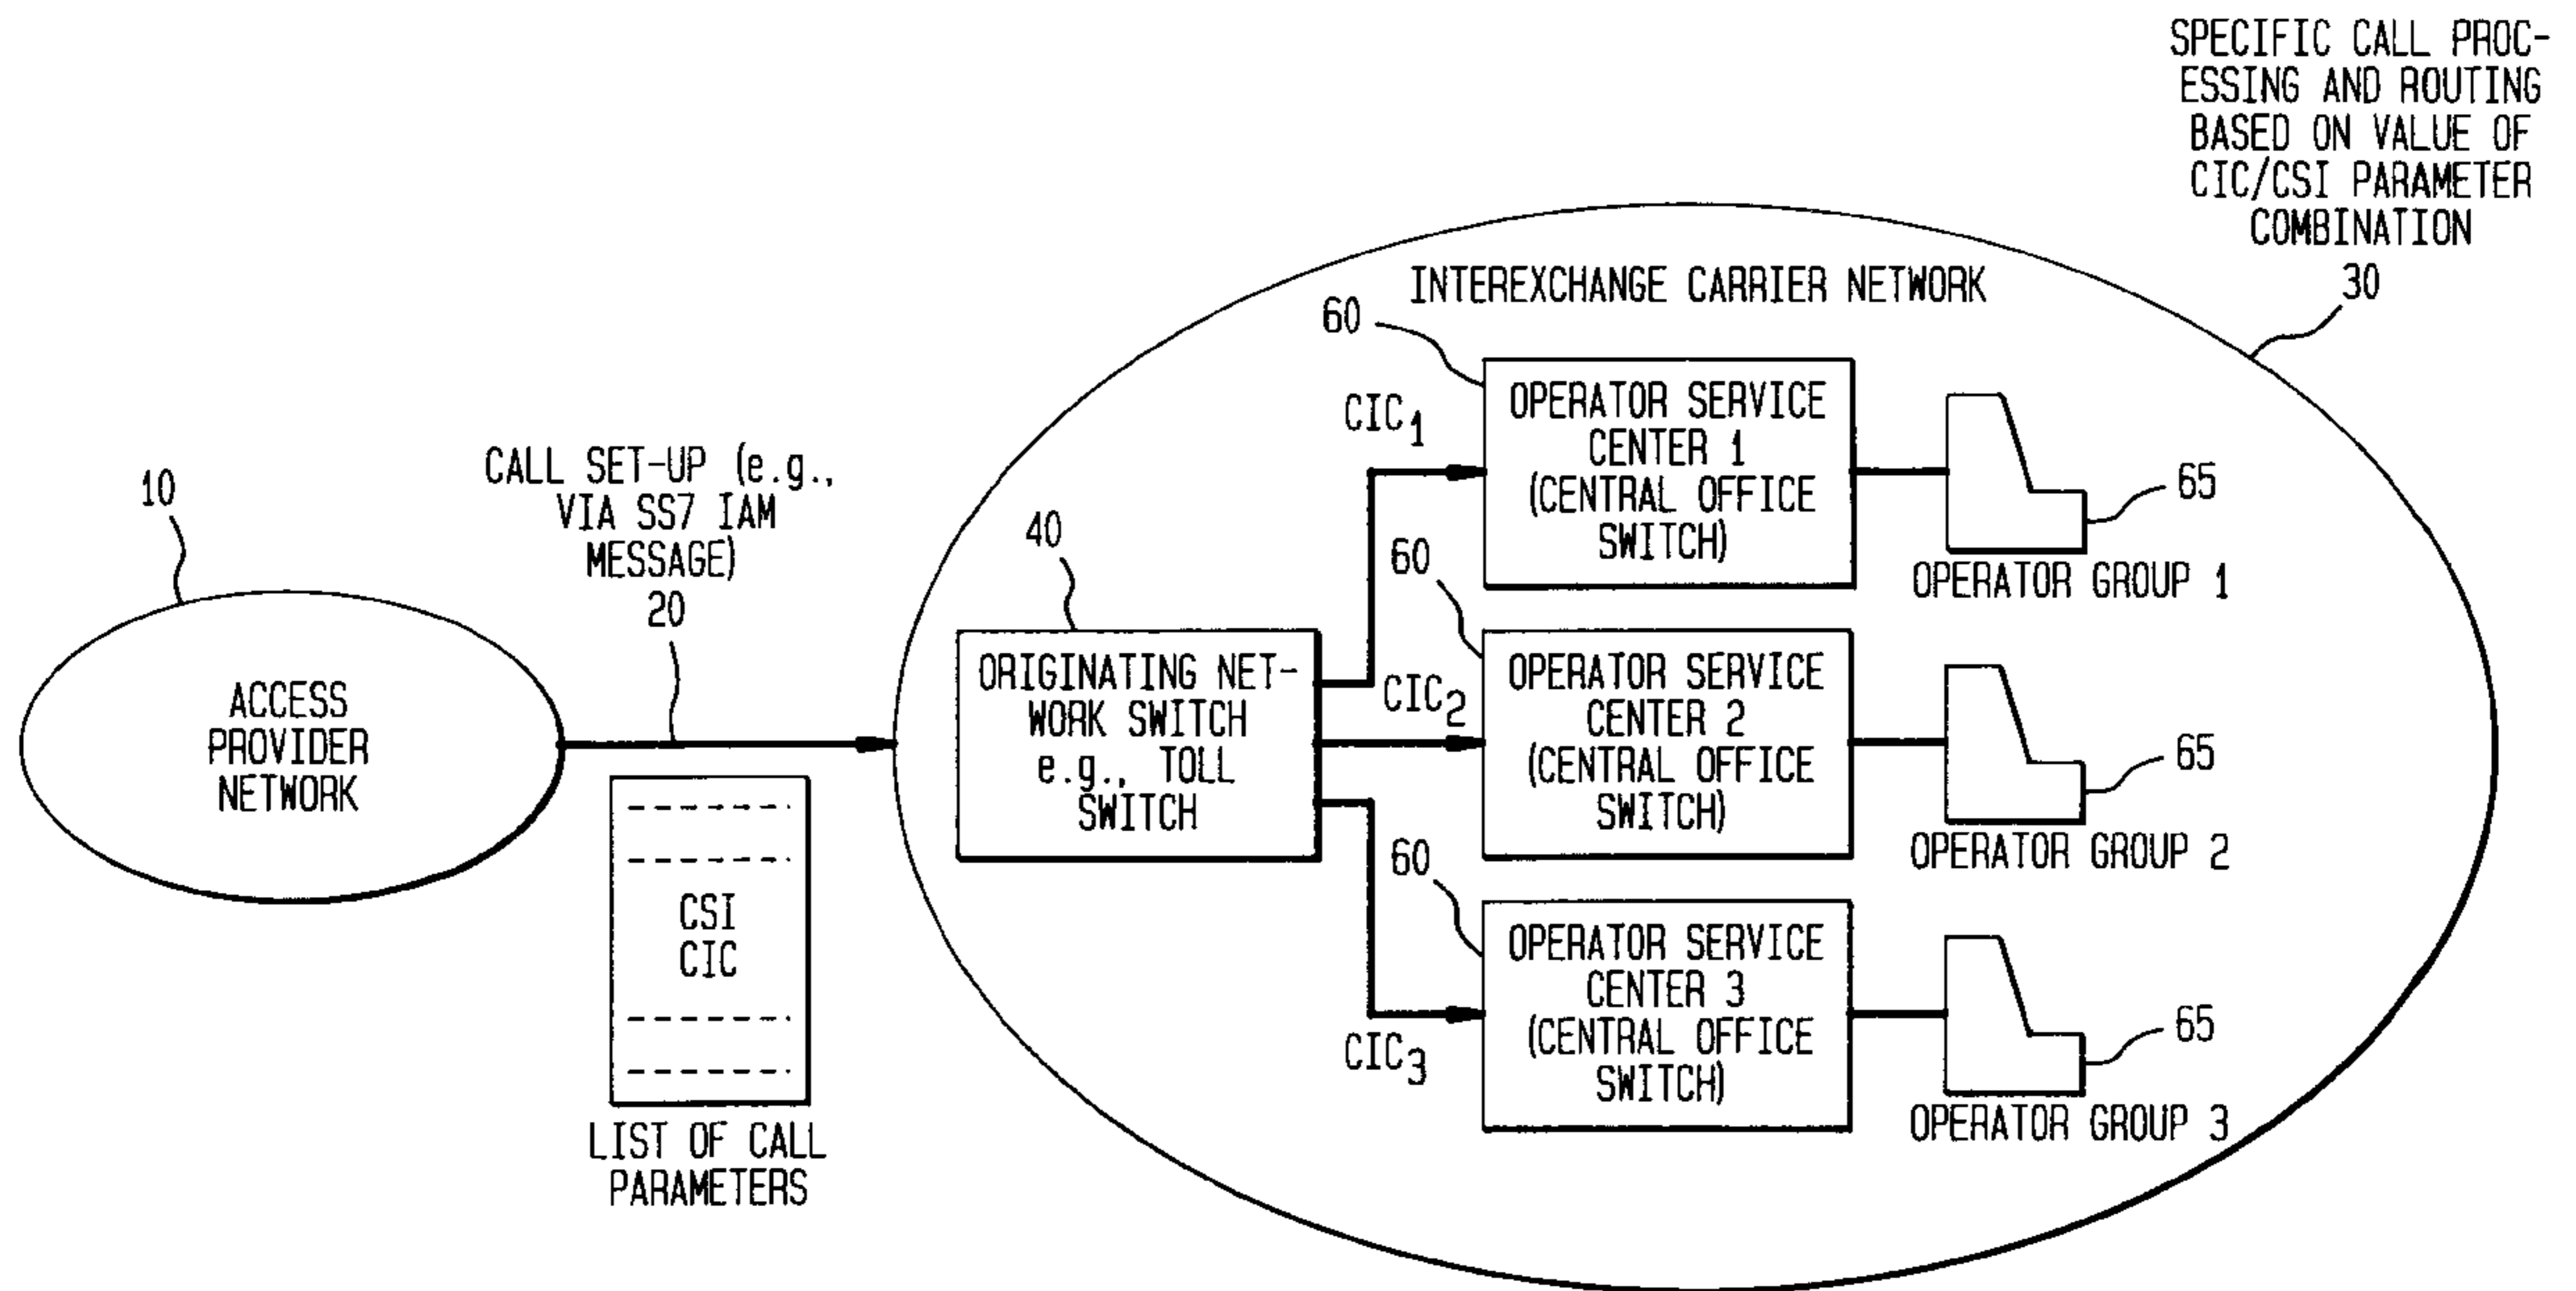 SPECIFIC CALL PROC-
ESSING AND ROUTING
BASED ON VALUE OF
CIC/CSI PARAMETER
COMBINATION
30
INTEREXCHANGE CARRIER NETWORK
10
CALL SET-UP (e.g.,
VIA SS7 IAM
MESSAGE)
20
ACCESS
PROVIDER
NETWORK
CSI
CIC
LIST OF CALL
PARAMETERS
40
ORIGINATING NET-
WORK SWITCH
e.g., TOLL
SWITCH
CIC1
60
OPERATOR SERVICE
CENTER 1
(CENTRAL OFFICE
SWITCH)
65
OPERATOR GROUP 1
CIC2
60
OPERATOR SERVICE
CENTER 2
(CENTRAL OFFICE
SWITCH)
65
OPERATOR GROUP 2
CIC3
60
OPERATOR SERVICE
CENTER 3
(CENTRAL OFFICE
SWITCH)
65
OPERATOR GROUP 3